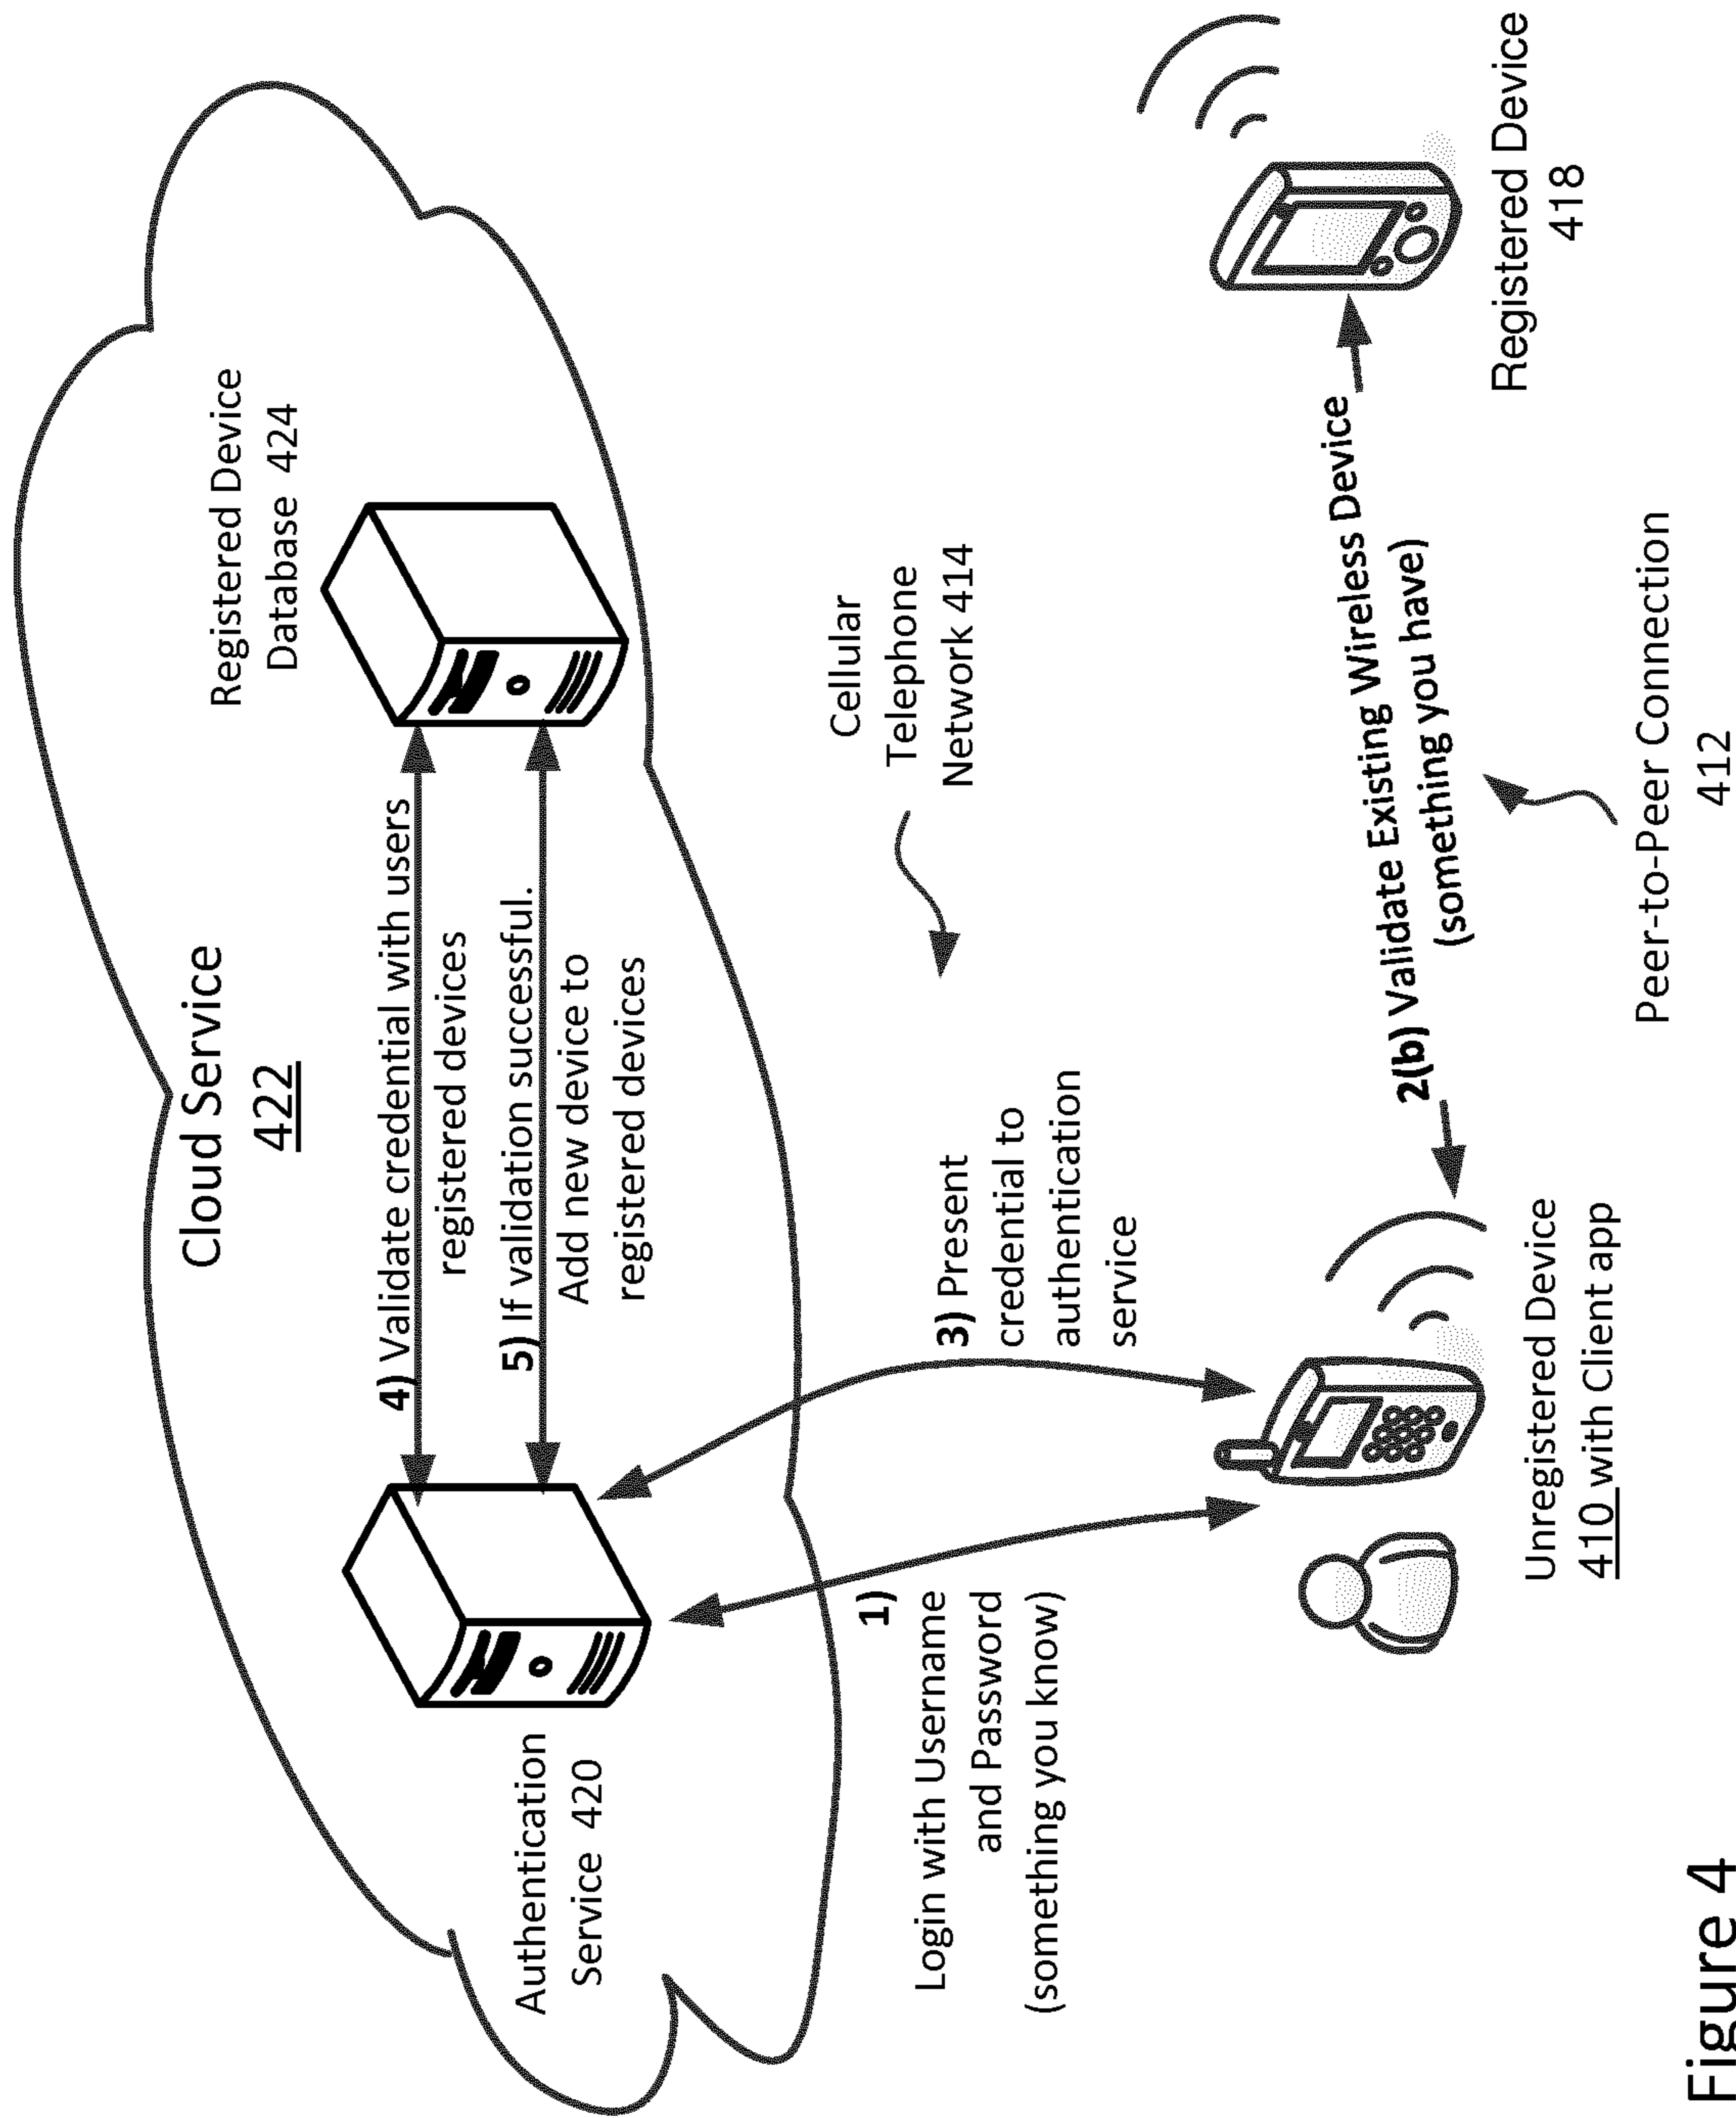 Cloud Service
422
Registered Device
Database 424
4) Validate credential with users
registered devices
5) If validation successful.
Add new device to
registered devices
Authentication
Service 420
Cellular
Telephone
Network 414
1)
Login with Username
and Password
(something you know)
3) Present
credential to
authentication
service
2(b) Validate Existing Wireless Device
(something you have)
Registered Device
418
Unregistered Device
410 with Client app
Peer-to-Peer Connection
412
Figure 4